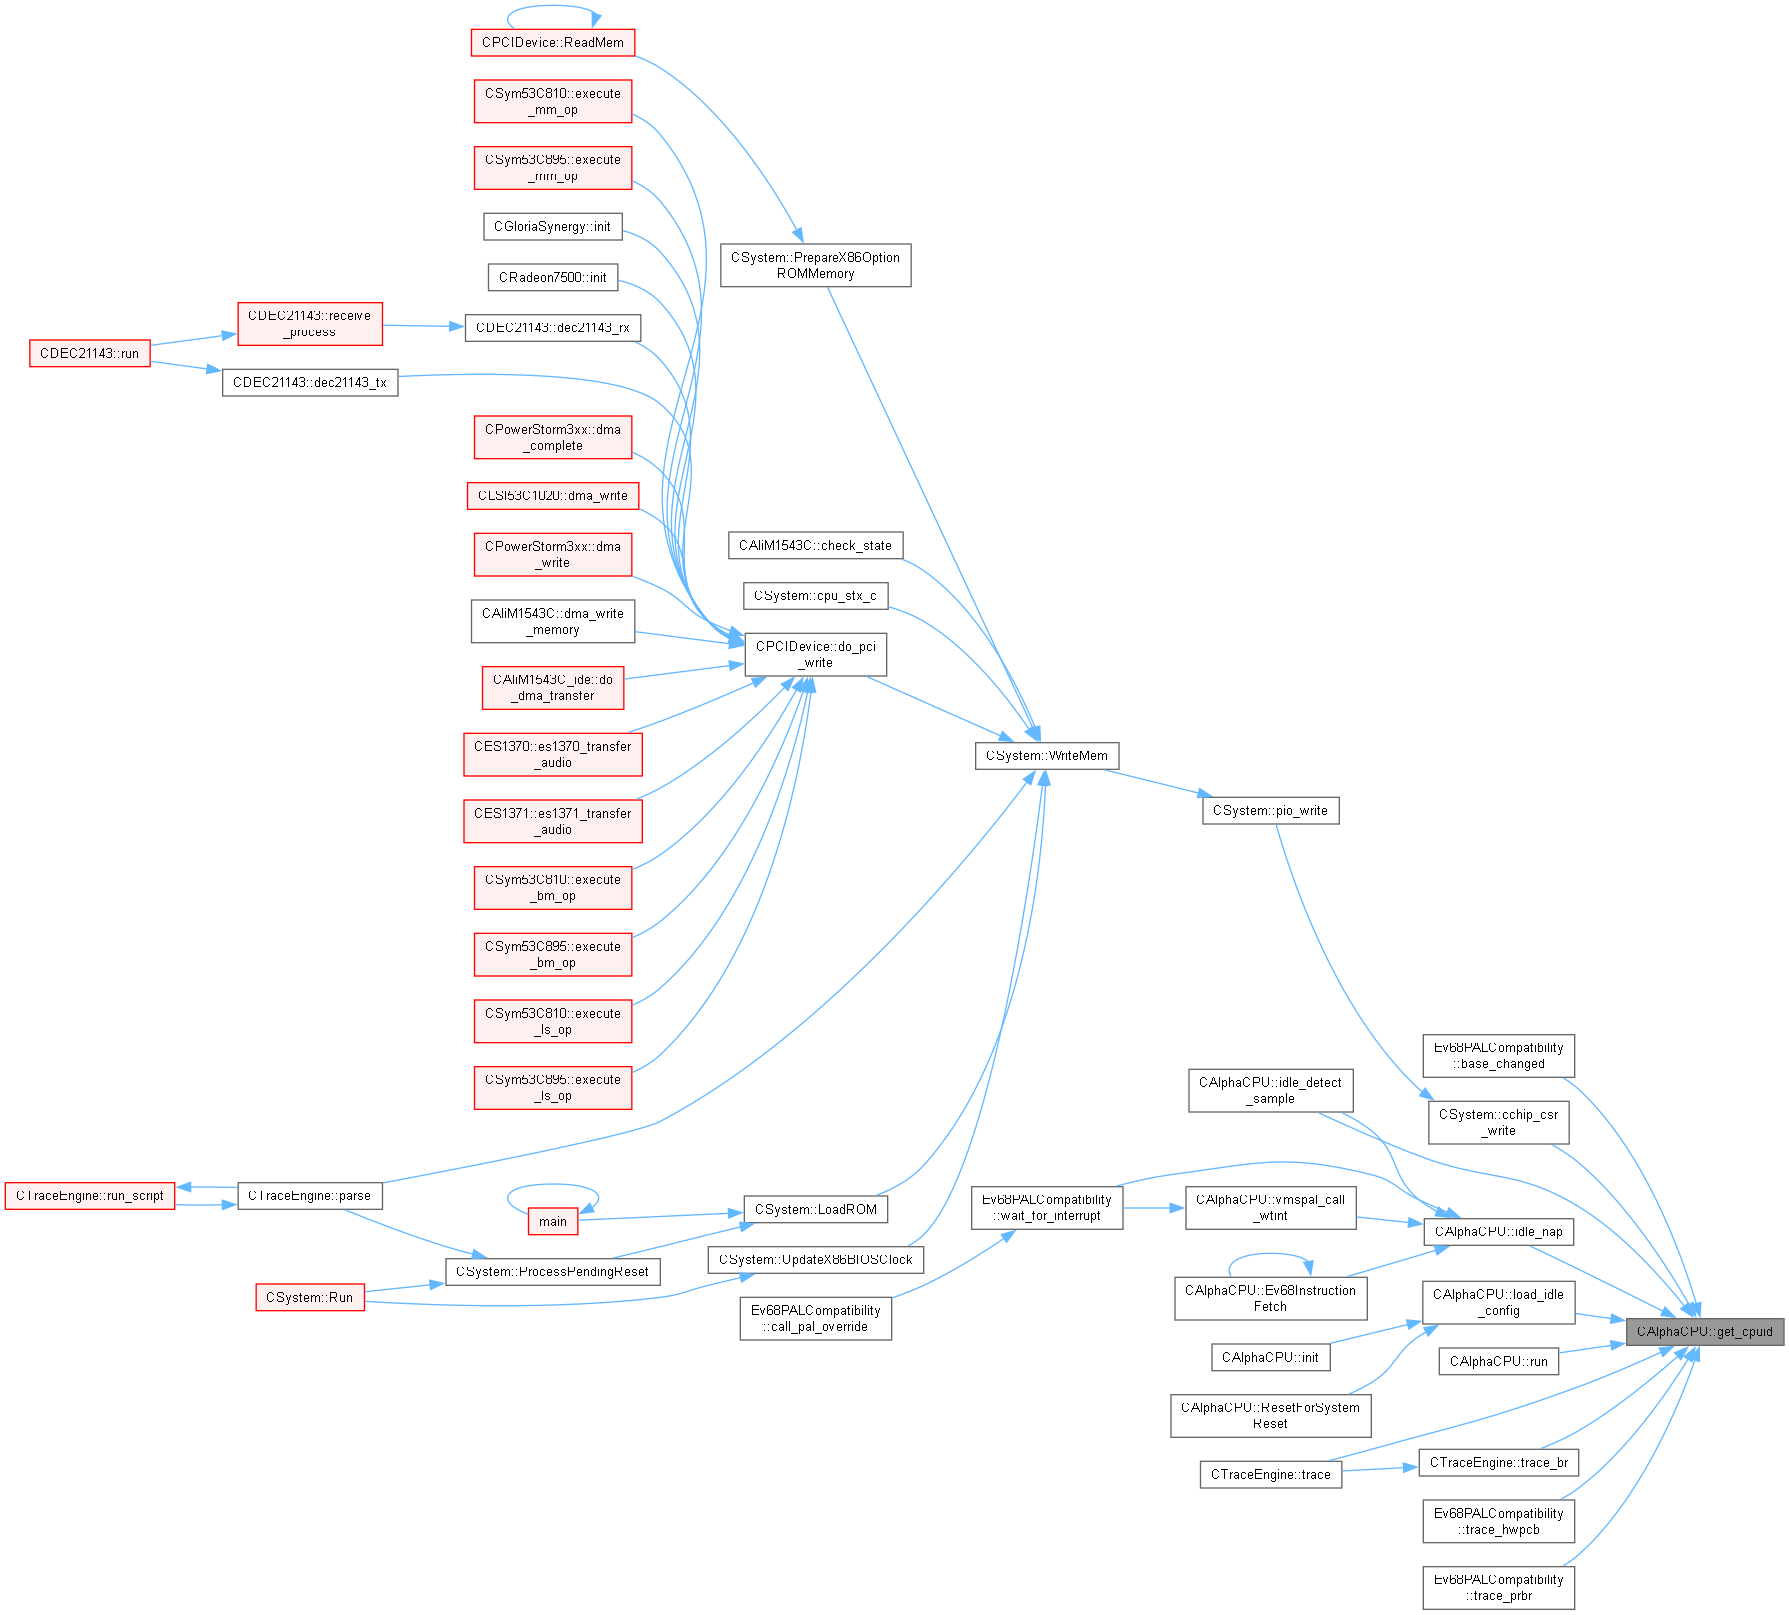 CPCIDevice::ReadMem
CSym53C810::execute
_mm_op
CSym53C895::execute
_mm_op
CGloriaSynergy::init
CRadeon7500::init
CSystem::PrepareX86Option
ROMMemory
CDEC21143::receive
_process
CDEC21143::dec21143_rx
CDEC21143::run
CDEC21143::dec21143_tx
CPowerStorm3xx::dma
_complete
CLSI53C1020::dma_write
CPowerStorm3xx::dma
_write
CAliM1543C::check_state
CSystem::cpu_stx_c
CAliM1543C::dma_write
_memory
CPCIDevice::do_pci
_write
CAliM1543C_ide::do
_dma_transfer
CES1370::es1370_transfer
_audio
CSystem::WriteMem
CES1371::es1371_transfer
_audio
CSystem::pio_write
CSym53C810::execute
_bm_op
CSym53C895::execute
_bm_op
CSym53C810::execute
_ls_op
CSym53C895::execute
_ls_op
Ev68PALCompatibility
::base_changed
CAlphaCPU::idle_detect
_sample
CSystem::cchip_csr
_write
CTraceEngine::run_script
CTraceEngine::parse
main
CSystem::LoadROM
Ev68PALCompatibility
::wait_for_interrupt
CAlphaCPU::vmspal_call
_wtint
CAlphaCPU::idle_nap
CSystem::ProcessPendingReset
CSystem::UpdateX86BIOSClock
CSystem::Run
Ev68PALCompatibility
::call_pal_override
CAlphaCPU::Ev68Instruction
Fetch
CAlphaCPU::load_idle
_config
CAlphaCPU::get_cpuid
CAlphaCPU::init
CAlphaCPU::run
CAlphaCPU::ResetForSystem
Reset
CTraceEngine::trace
CTraceEngine::trace_br
Ev68PALCompatibility
::trace_hwpcb
Ev68PALCompatibility
::trace_prbr